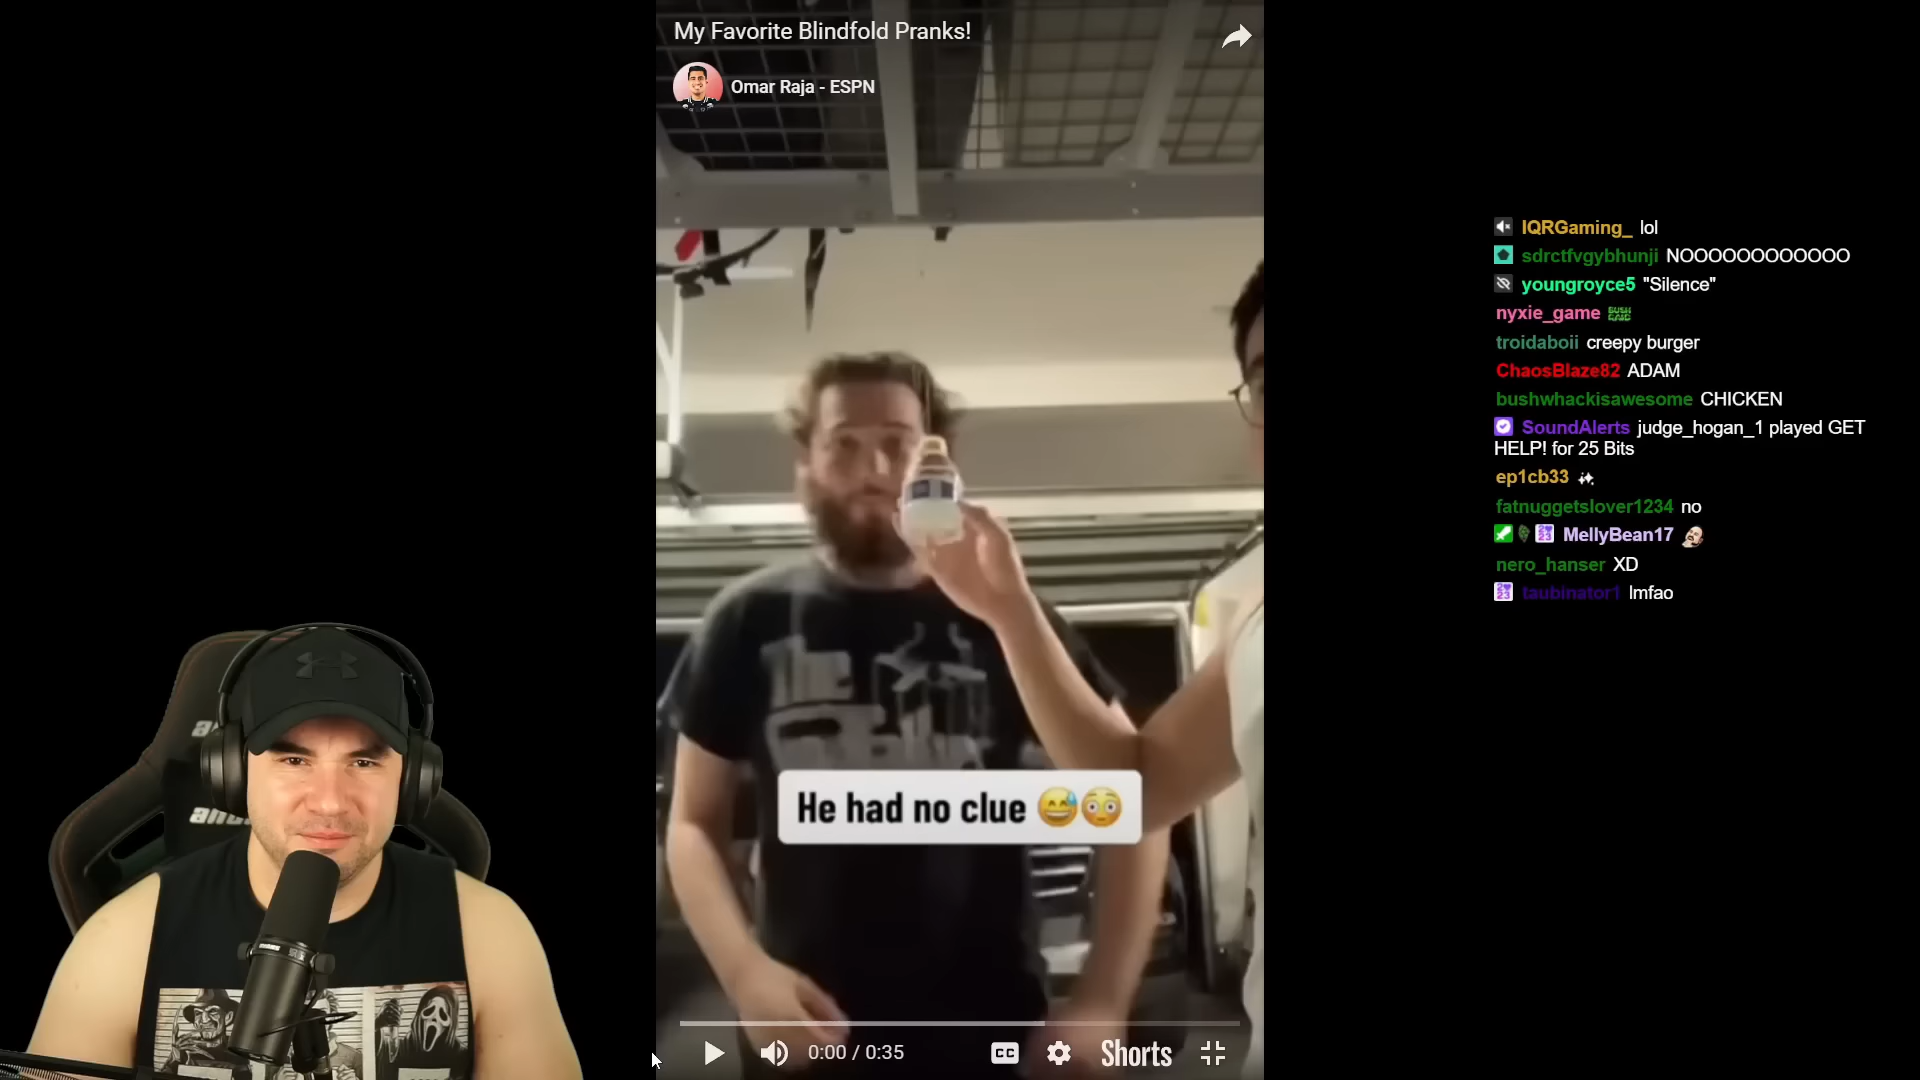 My Favorite Blindfold Pranks!
Omar Raja - ESPN
He had no clue 😅😳
0:00 / 0:35
CC
Shorts
IQRGaming_ lol
sdrctfvgybhunji NOOOOOOOOOOOO
youngroyce5 "Silence"
nyxie_game
troidaboii creepy burger
ChaosBlaze82 ADAM
bushwhackisawesome CHICKEN
SoundAlerts judge_hogan_1 played GET
HELP! for 25 Bits
ep1cb33
fatnuggetslover1234 no
MellyBean17
nero_hanser XD
taubinator1 lmfao